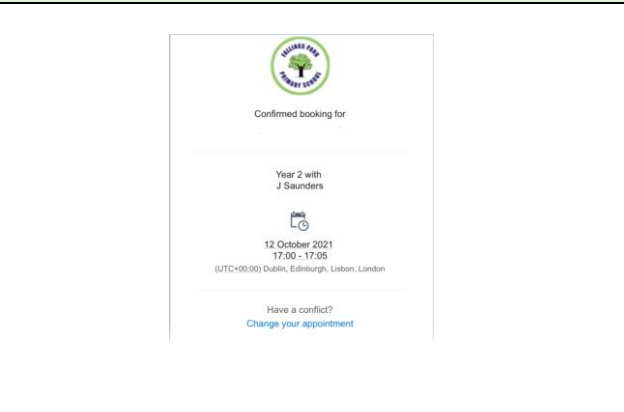 FALLINGS PARK
PRIMARY SCHOOL
Confirmed booking for
Year 2 with
J Saunders
12 October 2021
17:00 - 17:05
(UTC+00:00) Dublin, Edinburgh, Lisbon, London
Have a conflict?
Change your appointment